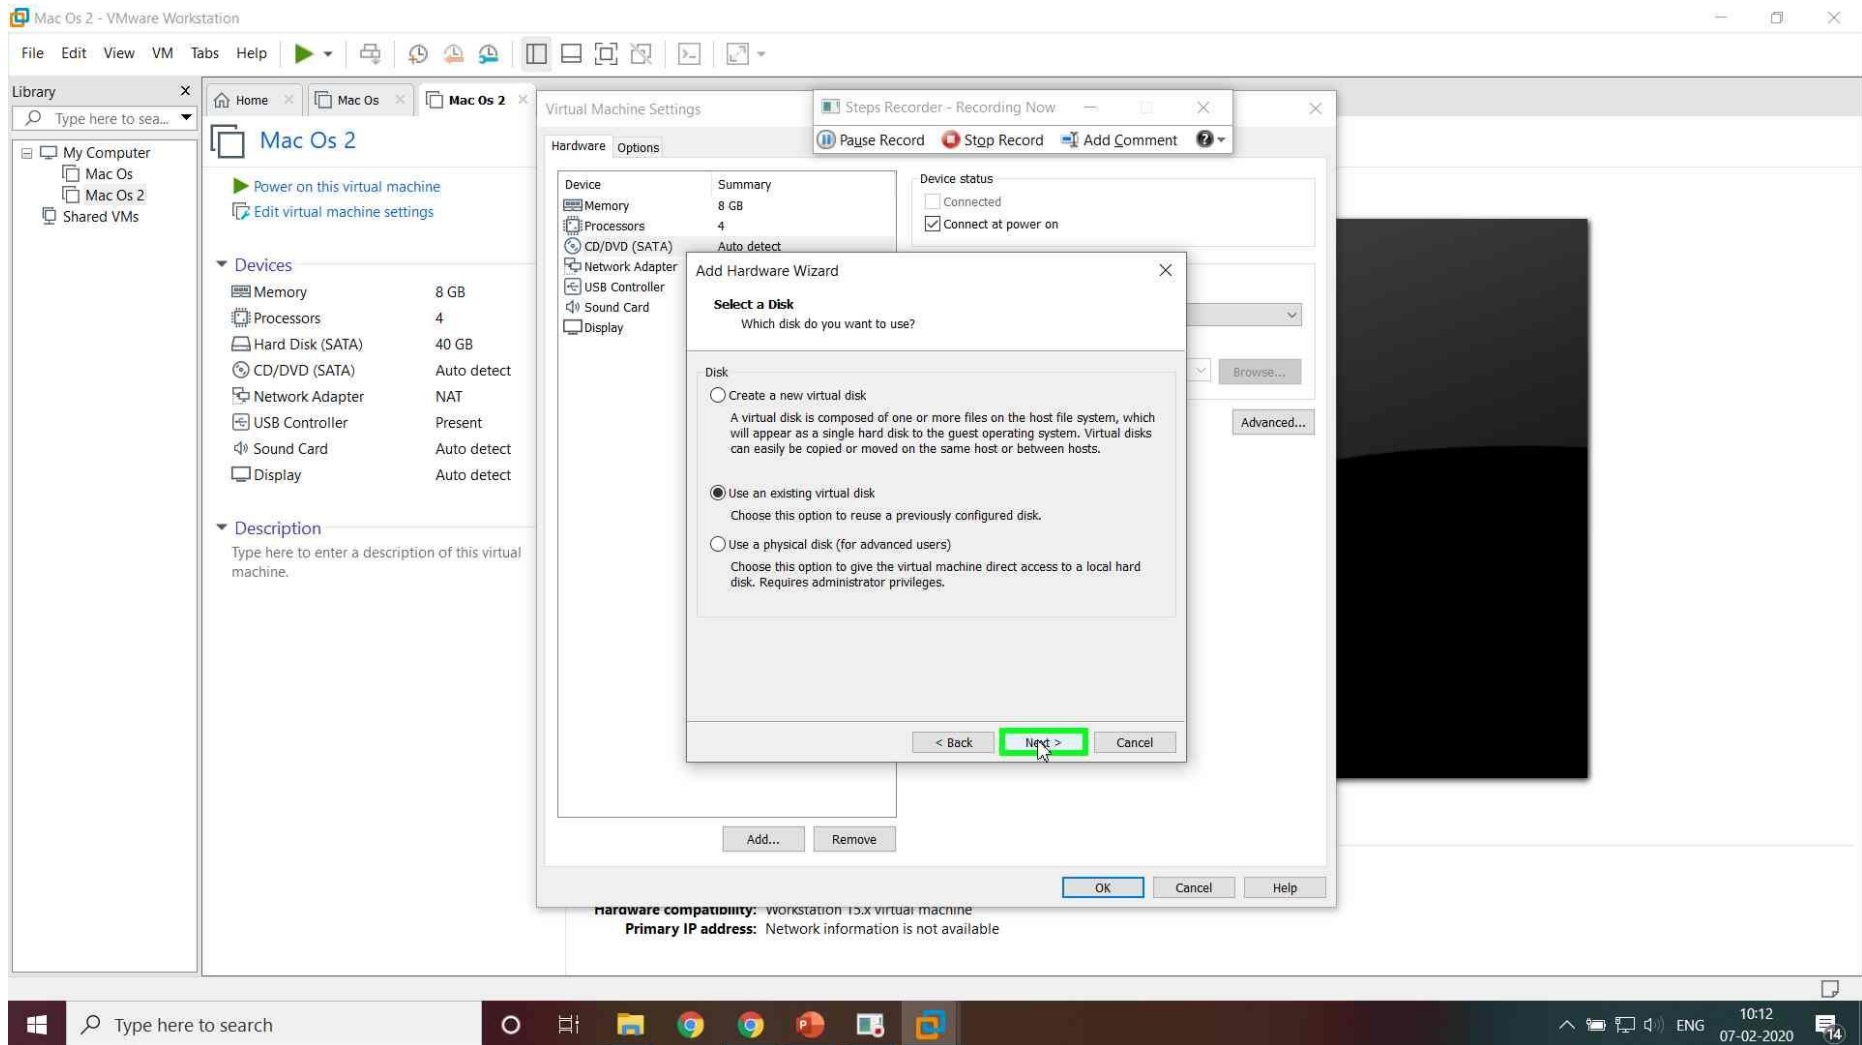 Mac Os 2 - VMware Workstation
File Edit View VM Tabs Help
Library
Type here to sea...
My Computer
Mac Os
Mac Os 2
Shared VMs
Home Mac Os Mac Os 2
Mac Os 2
Power on this virtual machine
Edit virtual machine settings
Devices
Memory 8 GB
Processors 4
Hard Disk (SATA) 40 GB
CD/DVD (SATA) Auto detect
Network Adapter NAT
USB Controller Present
Sound Card Auto detect
Display Auto detect
Description
Type here to enter a description of this virtual
machine.
Virtual Machine Settings
Steps Recorder - Recording Now
Pause Record Stop Record Add Comment
Hardware Options
Device Summary
Memory 8 GB
Processors 4
CD/DVD (SATA) Auto detect
Network Adapter
USB Controller
Sound Card
Display
Device status
Connected
Connect at power on
Browse...
Advanced...
Add Hardware Wizard
Select a Disk
Which disk do you want to use?
Disk
Create a new virtual disk
A virtual disk is composed of one or more files on the host file system, which
will appear as a single hard disk to the guest operating system. Virtual disks
can easily be copied or moved on the same host or between hosts.
Use an existing virtual disk
Choose this option to reuse a previously configured disk.
Use a physical disk (for advanced users)
Choose this option to give the virtual machine direct access to a local hard
disk. Requires administrator privileges.
< Back Next > Cancel
Add... Remove
OK Cancel Help
Hardware compatibility: Workstation 15.x virtual machine
Primary IP address: Network information is not available
Type here to search
ENG
10:12
07-02-2020
14